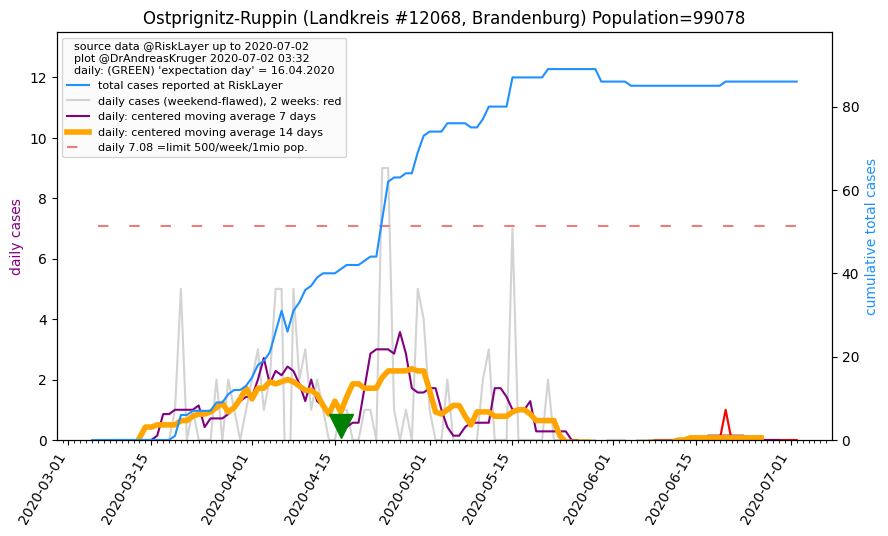 Ostprignitz-Ruppin (Landkreis #12068, Brandenburg) Population=99078
source data @RiskLayer up to 2020-07-02
plot @DrAndreasKruger 2020-07-02 03:32
daily: (GREEN) 'expectation day' = 16.04.2020
total cases reported at RiskLayer
daily cases (weekend-flawed), 2 weeks: red
daily: centered moving average 7 days
daily: centered moving average 14 days
daily 7.08 =limit 500/week/1mio pop.
daily cases
12
10
8
6
4
2
0
80
60
40
20
0
cumulative total cases
2020-03-01
2020-03-15
2020-04-01
2020-04-15
2020-05-01
2020-05-15
2020-06-01
2020-06-15
2020-07-01